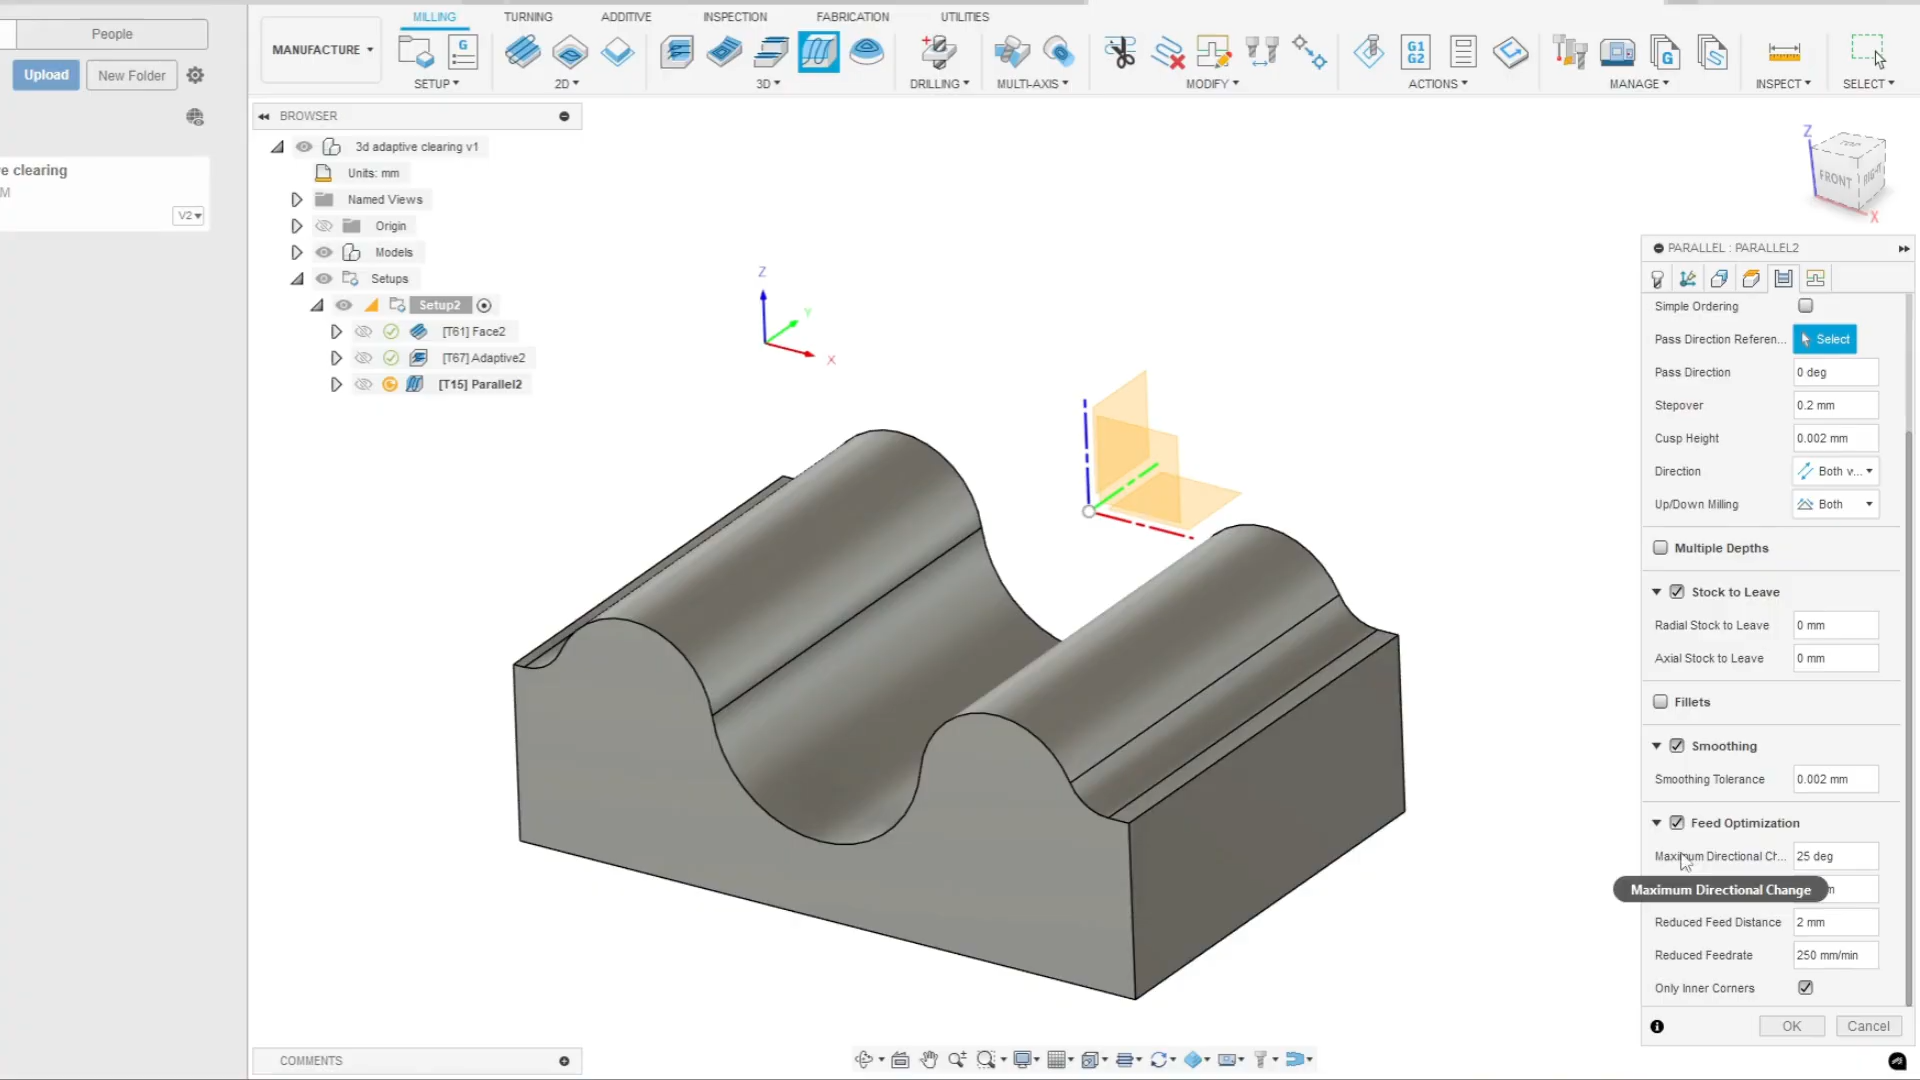 People
Upload
New Folder
e clearing
M
V2
MANUFACTURE
MILLING
TURNING
ADDITIVE
INSPECTION
FABRICATION
UTILITIES
SETUP
2D
3D
DRILLING
MULTI-AXIS
MODIFY
ACTIONS
MANAGE
INSPECT
SELECT
G
G1
G2
G
BROWSER
3d adaptive clearing v1
Units: mm
Named Views
Origin
Models
Setups
Setup2
[T61] Face2
[T67] Adaptive2
[T15] Parallel2
Z
Y
X
Z
TOP
FRONT
RIGHT
X
PARALLEL : PARALLEL2
Simple Ordering
Pass Direction Referen... Select
Pass Direction 0 deg
Stepover 0.2 mm
Cusp Height 0.002 mm
Direction Both v...
Up/Down Milling Both
Multiple Depths
Stock to Leave
Radial Stock to Leave 0 mm
Axial Stock to Leave 0 mm
Fillets
Smoothing
Smoothing Tolerance 0.002 mm
Feed Optimization
Maximum Directional Ch... 25 deg
Maximum Directional Change
Reduced Feed Distance 2 mm
Reduced Feedrate 250 mm/min
Only Inner Corners
OK Cancel
COMMENTS